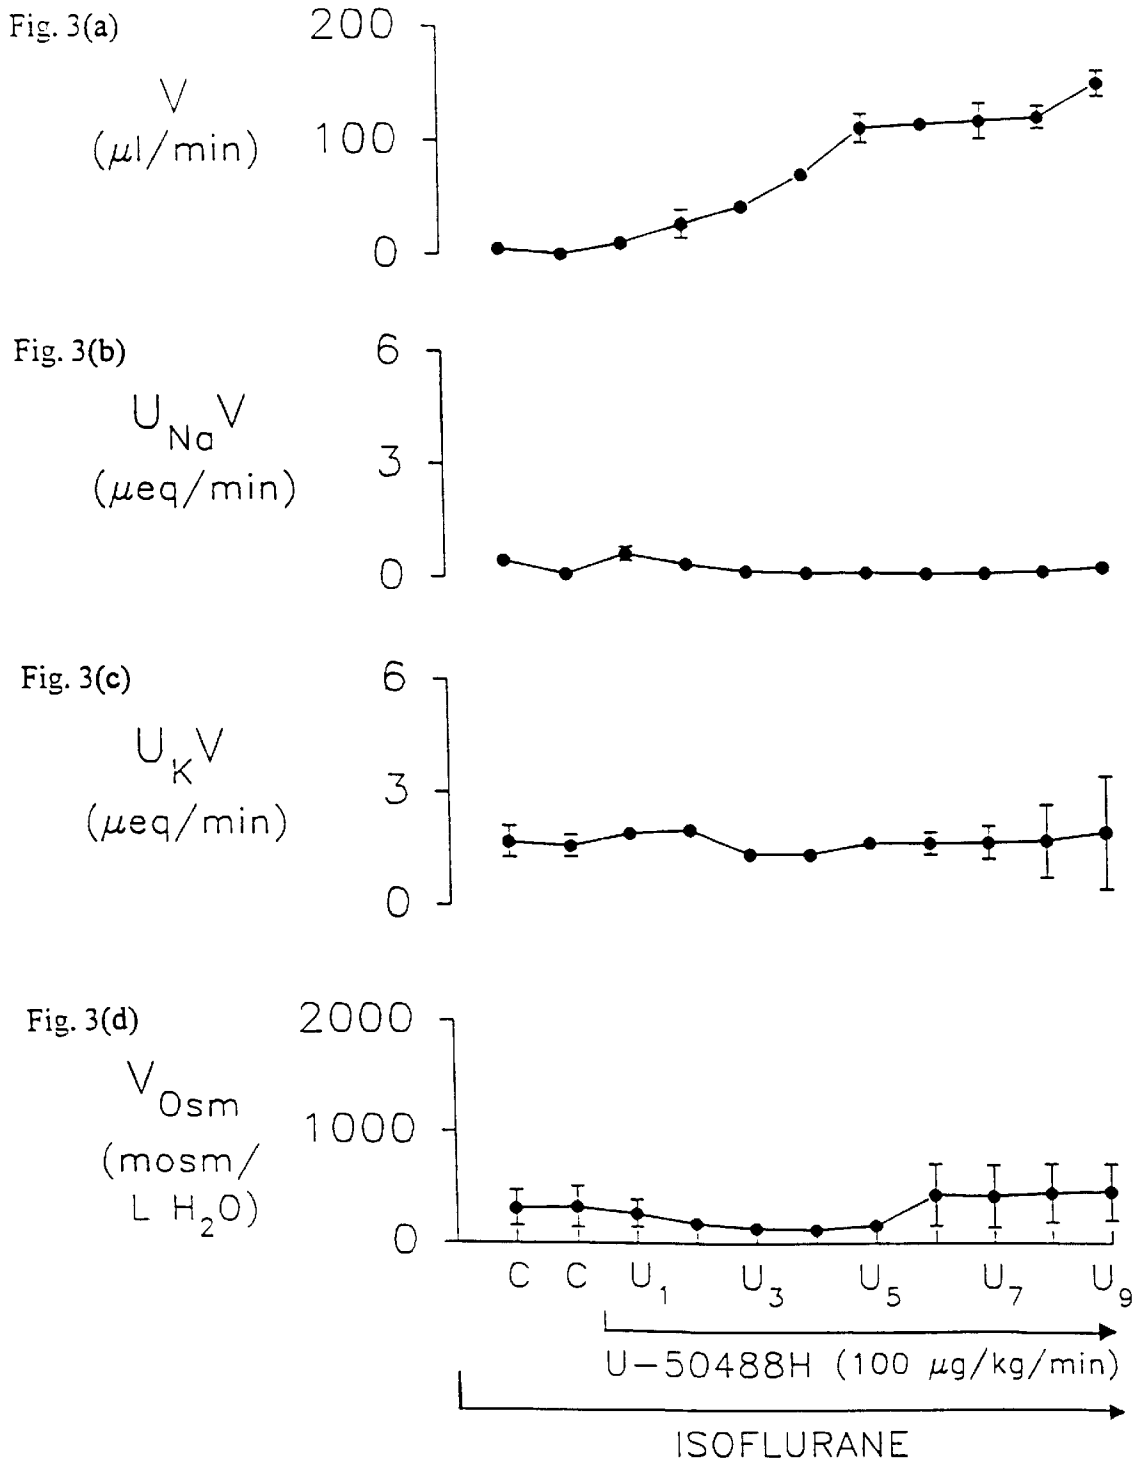 Fig. 3(a)
V
(μl/min)
200
100
0
Fig. 3(b)
U_Na V
(μeq/min)
6
3
0
Fig. 3(c)
U_K V
(μeq/min)
6
3
0
Fig. 3(d)
V_Osm
(mosm/
L H₂O)
2000
1000
0
C C U₁ U₃ U₅ U₇ U₉
U-50488H (100 μg/kg/min)
ISOFLURANE